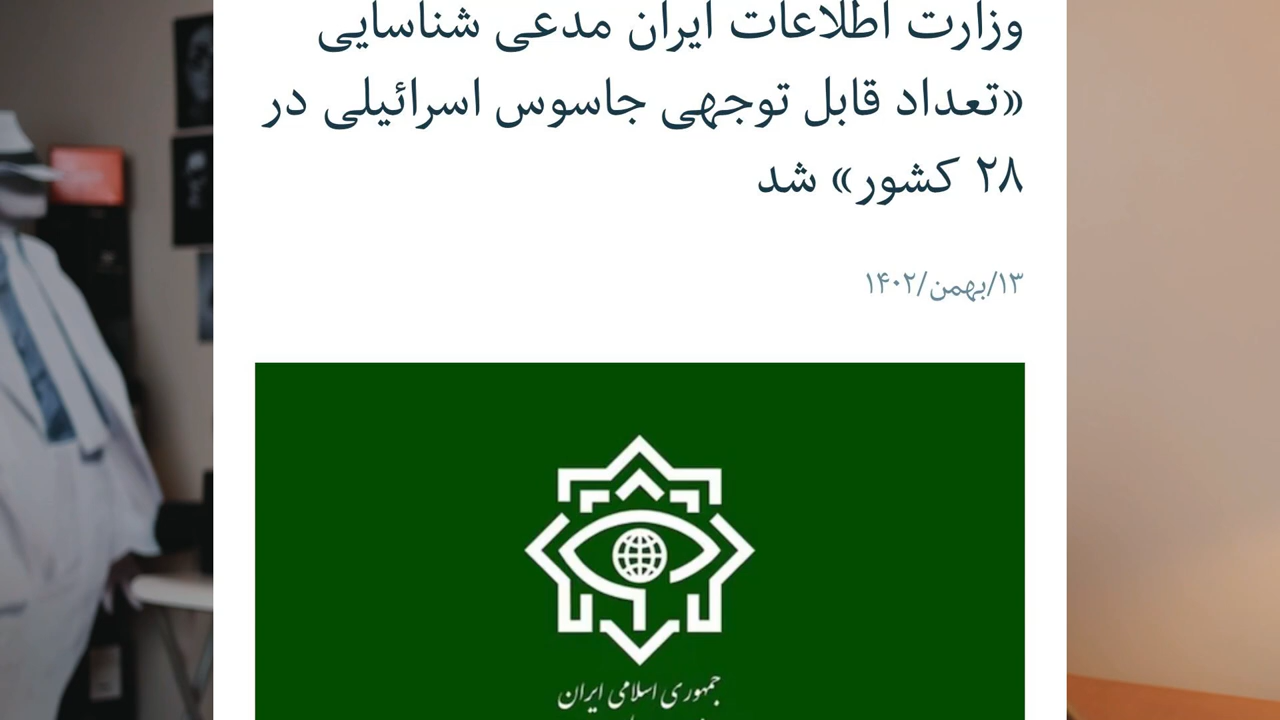 وزارت اطلاعات ایران مدعی شناسایی
«تعداد قابل توجهی جاسوس اسرائیلی در
۲۸ کشور» شد
۱۳/بهمن/۱۴۰۲
جمهوری اسلامی ایران